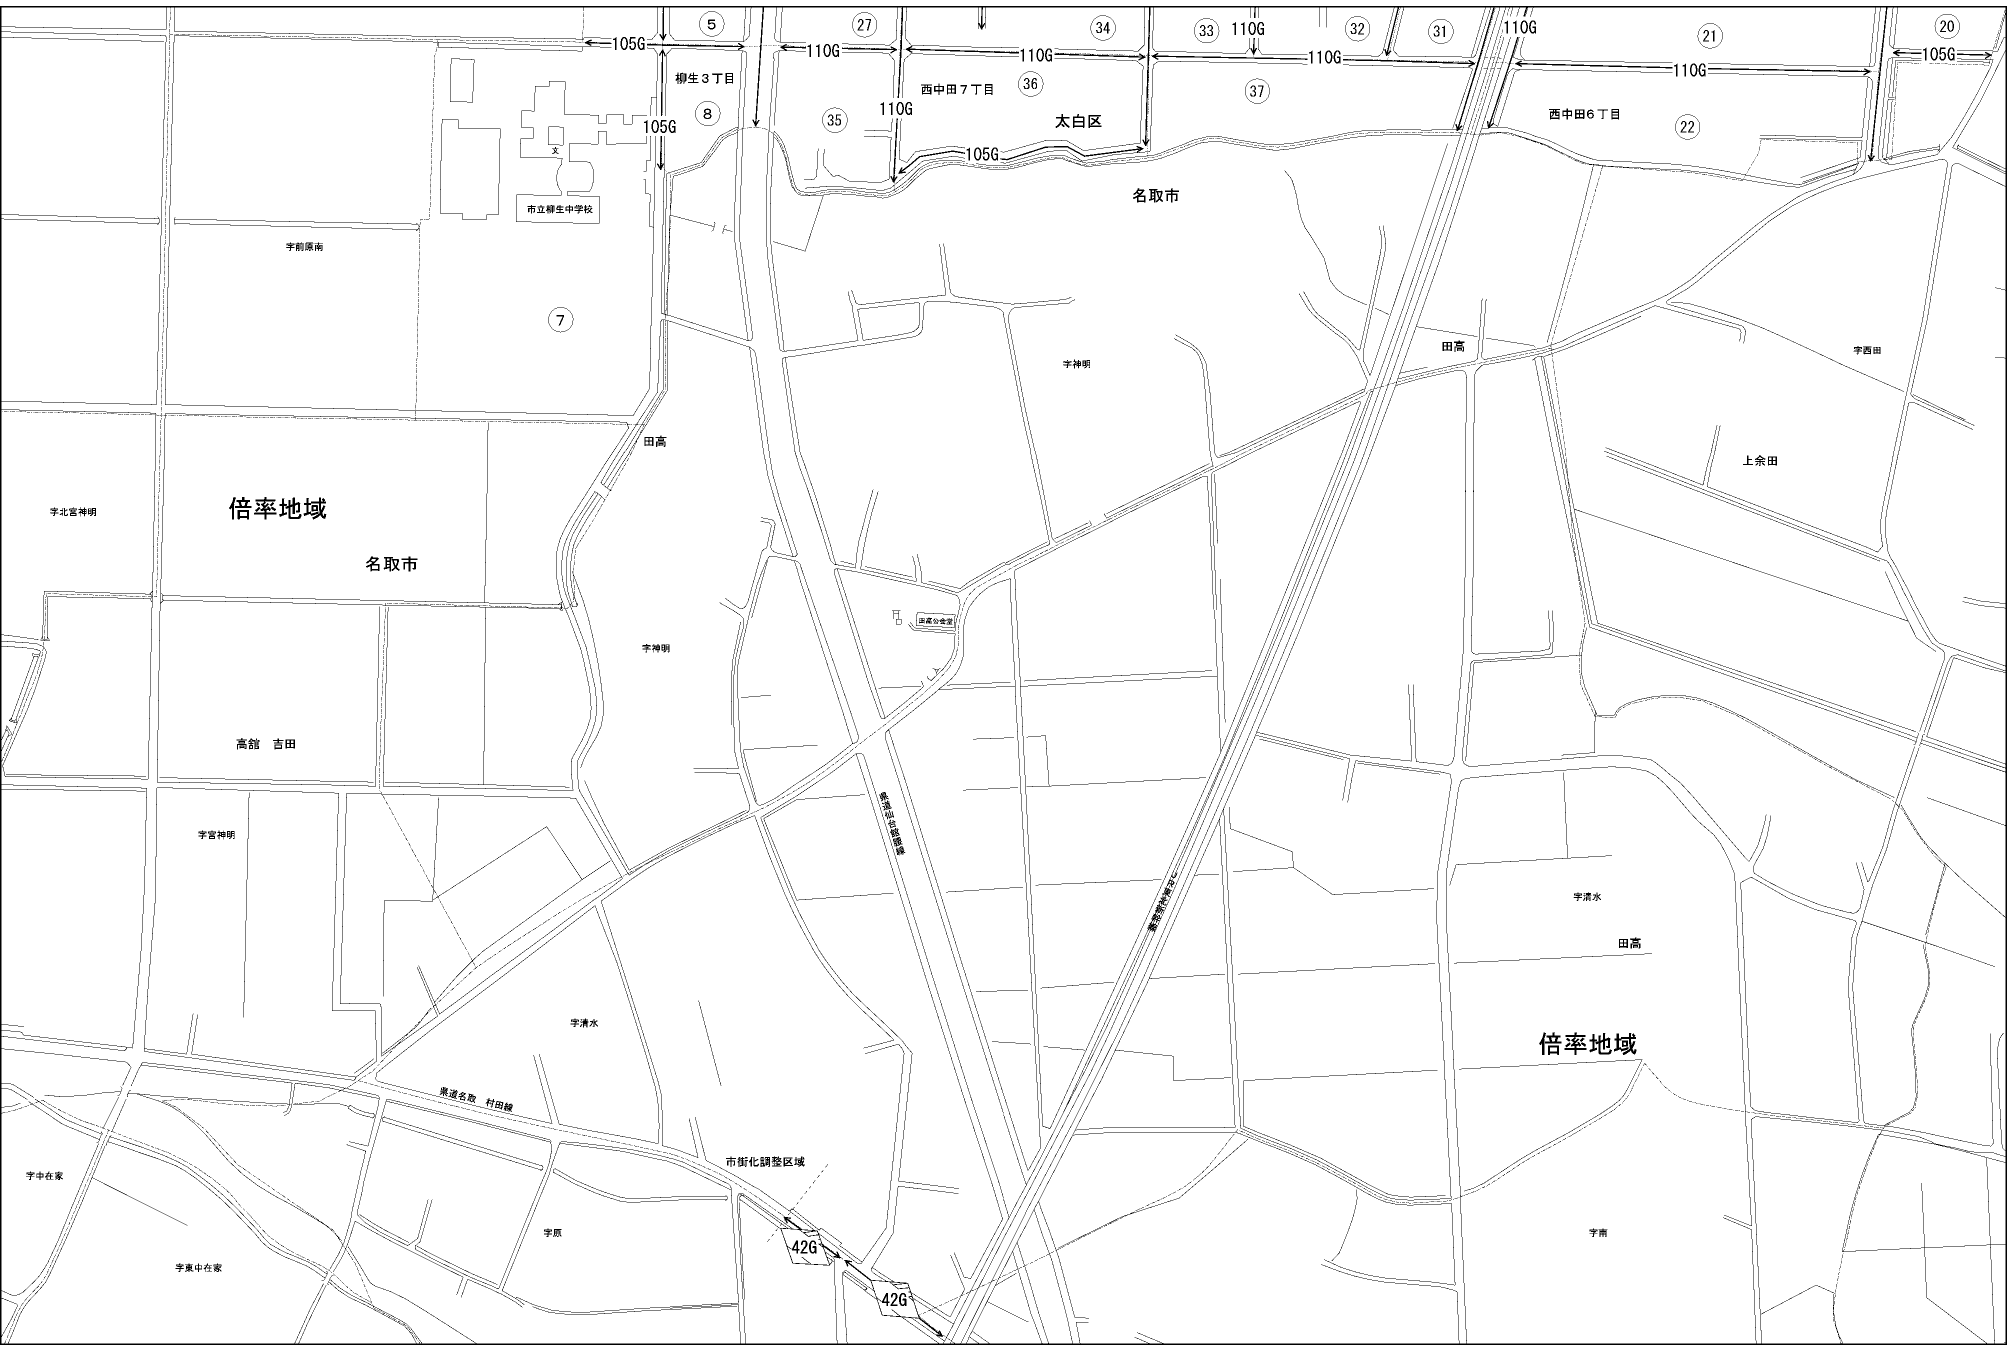 5
27
34
33
110G
32
31
110G
21
20
105G
110G
110G
110G
110G
105G
柳生３丁目
8
105G
35
110G
西中田７丁目
36
37
太白区
西中田６丁目
22
文
105G
市立柳生中学校
名取市
字前原南
7
田高
字神明
字西田
田高
上余田
字北宮神明
倍率地域
名取市
田高公会堂
字神明
高舘　吉田
県道仙台館腰線
字宮神明
字清水
田高
字清水
倍率地域
県道名取　村田線
市街化調整区域
字中在家
字原
字南
字東中在家
42G
42G